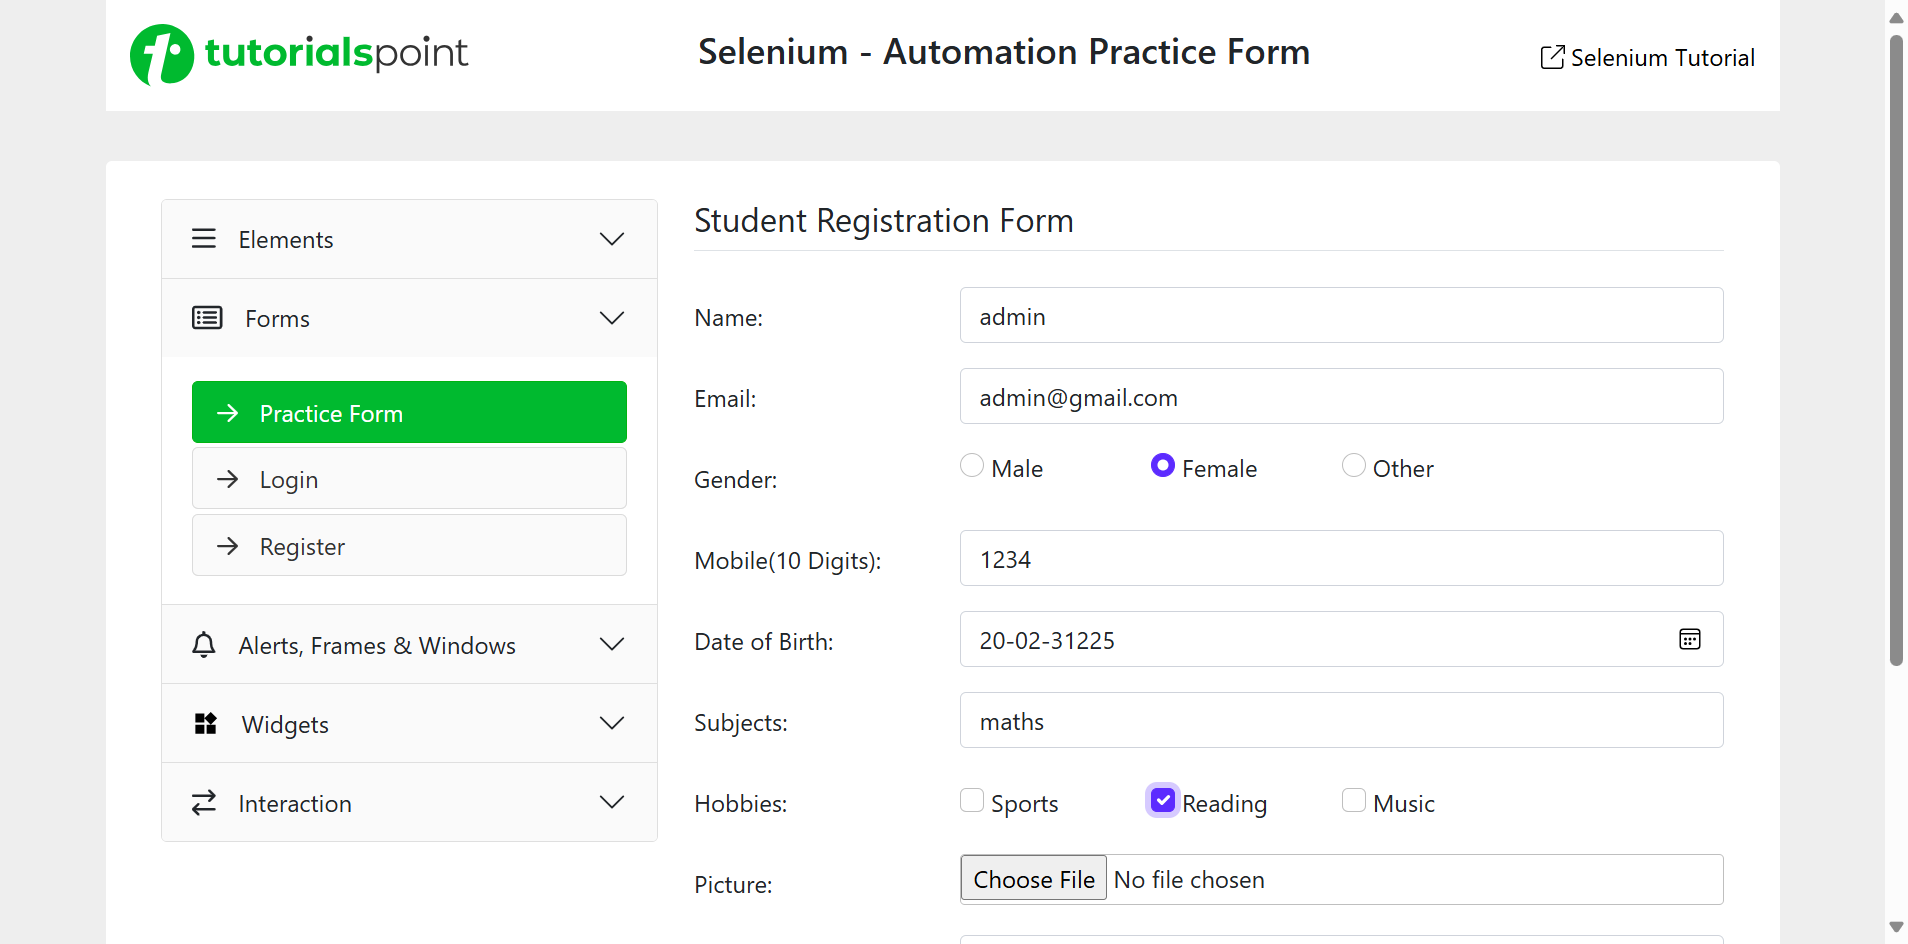 tutorialspoint
Selenium - Automation Practice Form
Selenium Tutorial
Elements
Forms
Practice Form
Login
Register
Alerts, Frames & Windows
Widgets
Interaction
Student Registration Form
Name:
admin
Email:
admin@gmail.com
Gender:
Male
Female
Other
Mobile(10 Digits):
1234
Date of Birth:
20-02-31225
Subjects:
maths
Hobbies:
Sports
Reading
Music
Picture:
Choose File
No file chosen